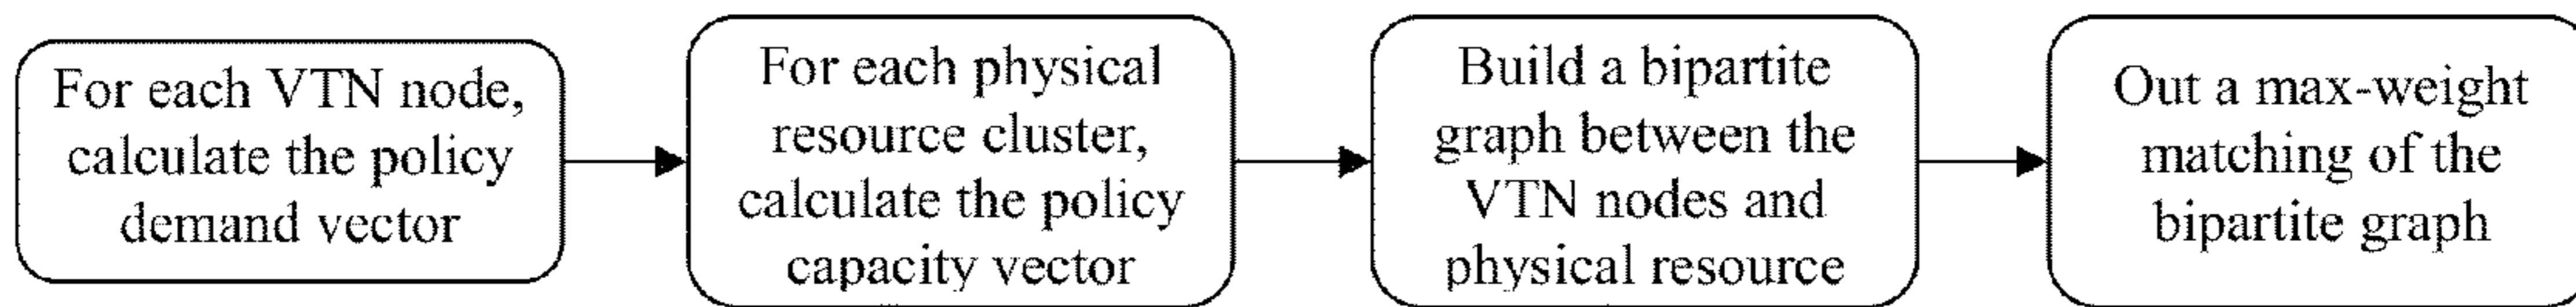 For each VTN node,
calculate the policy
demand vector
For each physical
resource cluster,
calculate the policy
capacity vector
Build a bipartite
graph between the
VTN nodes and
physical resource
Out a max-weight
matching of the
bipartite graph